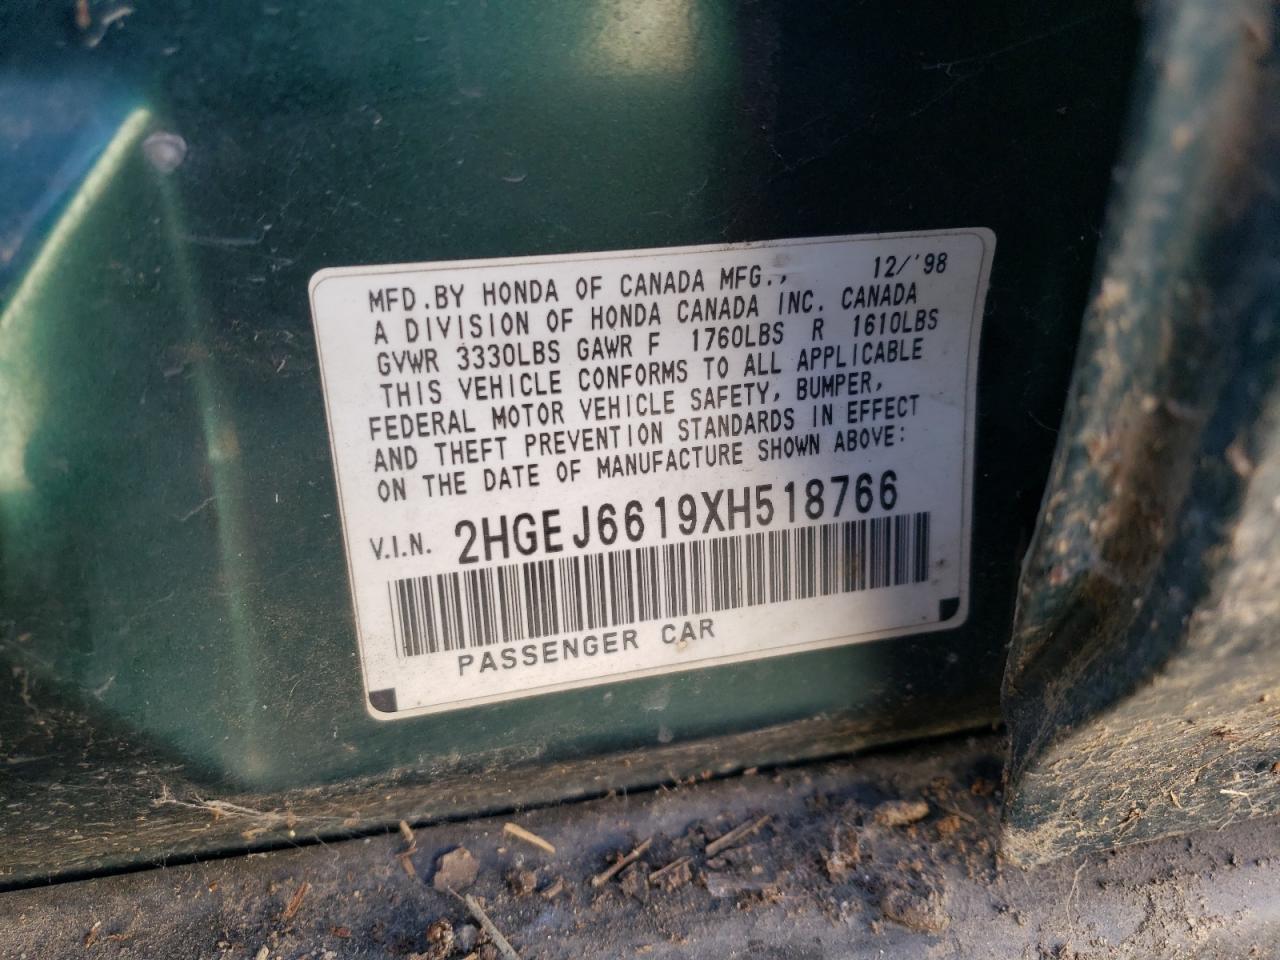 MFD.BY HONDA OF CANADA MFG., 12/'98
A DIVISION OF HONDA CANADA INC. CANADA
GVWR 3330LBS GAWR F 1760LBS R 1610LBS
THIS VEHICLE CONFORMS TO ALL APPLICABLE
FEDERAL MOTOR VEHICLE SAFETY, BUMPER,
AND THEFT PREVENTION STANDARDS IN EFFECT
ON THE DATE OF MANUFACTURE SHOWN ABOVE:
V.I.N. 2HGEJ6619XH518766
PASSENGER CAR